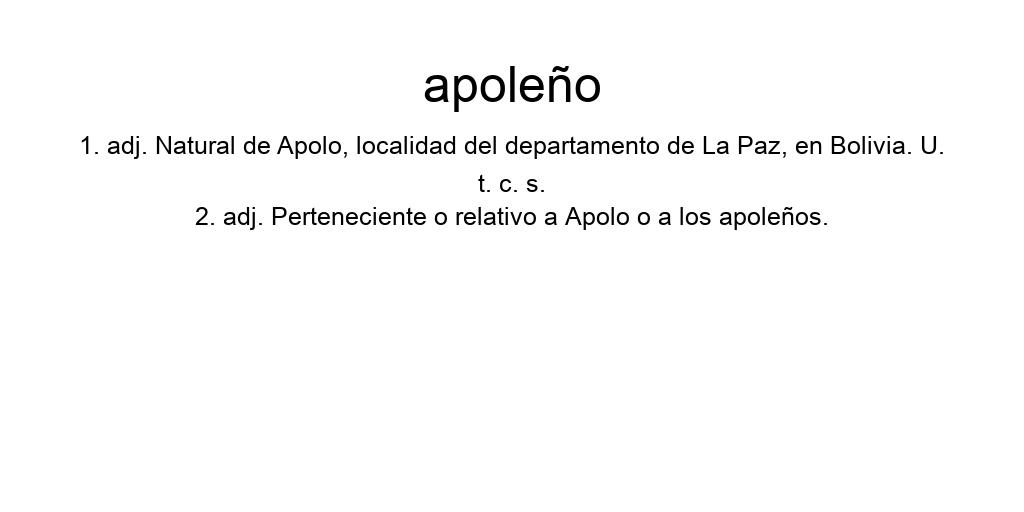 apoleño
1. adj. Natural de Apolo, localidad del departamento de La Paz, en Bolivia. U.
t. c. s.
2. adj. Perteneciente o relativo a Apolo o a los apoleños.